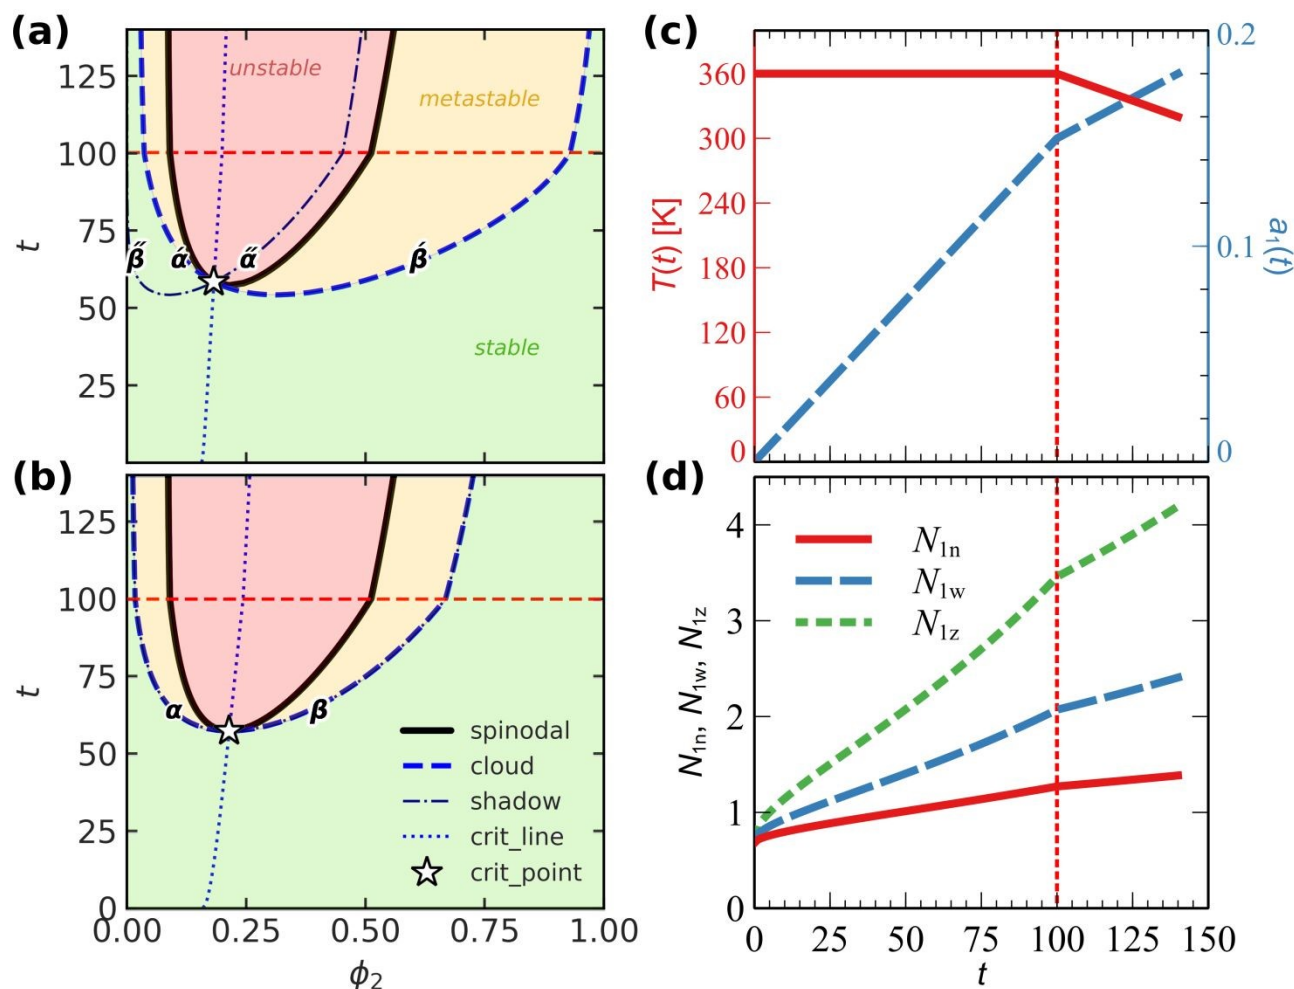 (a)
t
125
100
75
50
25
unstable
metastable
stable
β̋ ά α̋ β́
(b)
t
125
100
75
50
25
0
α β
spinodal
cloud
shadow
crit_line
crit_point
0.00 0.25 0.50 0.75 1.00
ϕ₂
(c)
T(t) [K]
360
300
240
180
120
60
0
0.2
0.1
0
a₁(t)
(d)
N₁ₙ, N₁w, N₁z
4
3
2
1
0
N₁ₙ
N₁w
N₁z
0 25 50 75 100 125 150
t